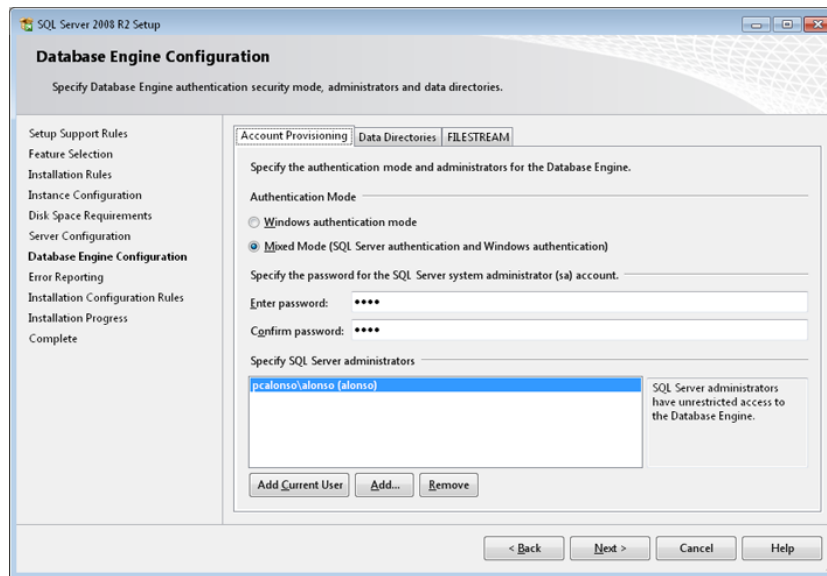 SQL Server 2008 R2 Setup
Database Engine Configuration
Specify Database Engine authentication security mode, administrators and data directories.
Setup Support Rules
Feature Selection
Installation Rules
Instance Configuration
Disk Space Requirements
Server Configuration
Database Engine Configuration
Error Reporting
Installation Configuration Rules
Installation Progress
Complete
Account Provisioning
Data Directories
FILESTREAM
Specify the authentication mode and administrators for the Database Engine.
Authentication Mode
Windows authentication mode
Mixed Mode (SQL Server authentication and Windows authentication)
Specify the password for the SQL Server system administrator (sa) account.
Enter password: ••••
Confirm password: ••••
Specify SQL Server administrators
pcalonso\alonso (alonso)
SQL Server administrators
have unrestricted access to
the Database Engine.
Add Current User
Add...
Remove
< Back
Next >
Cancel
Help